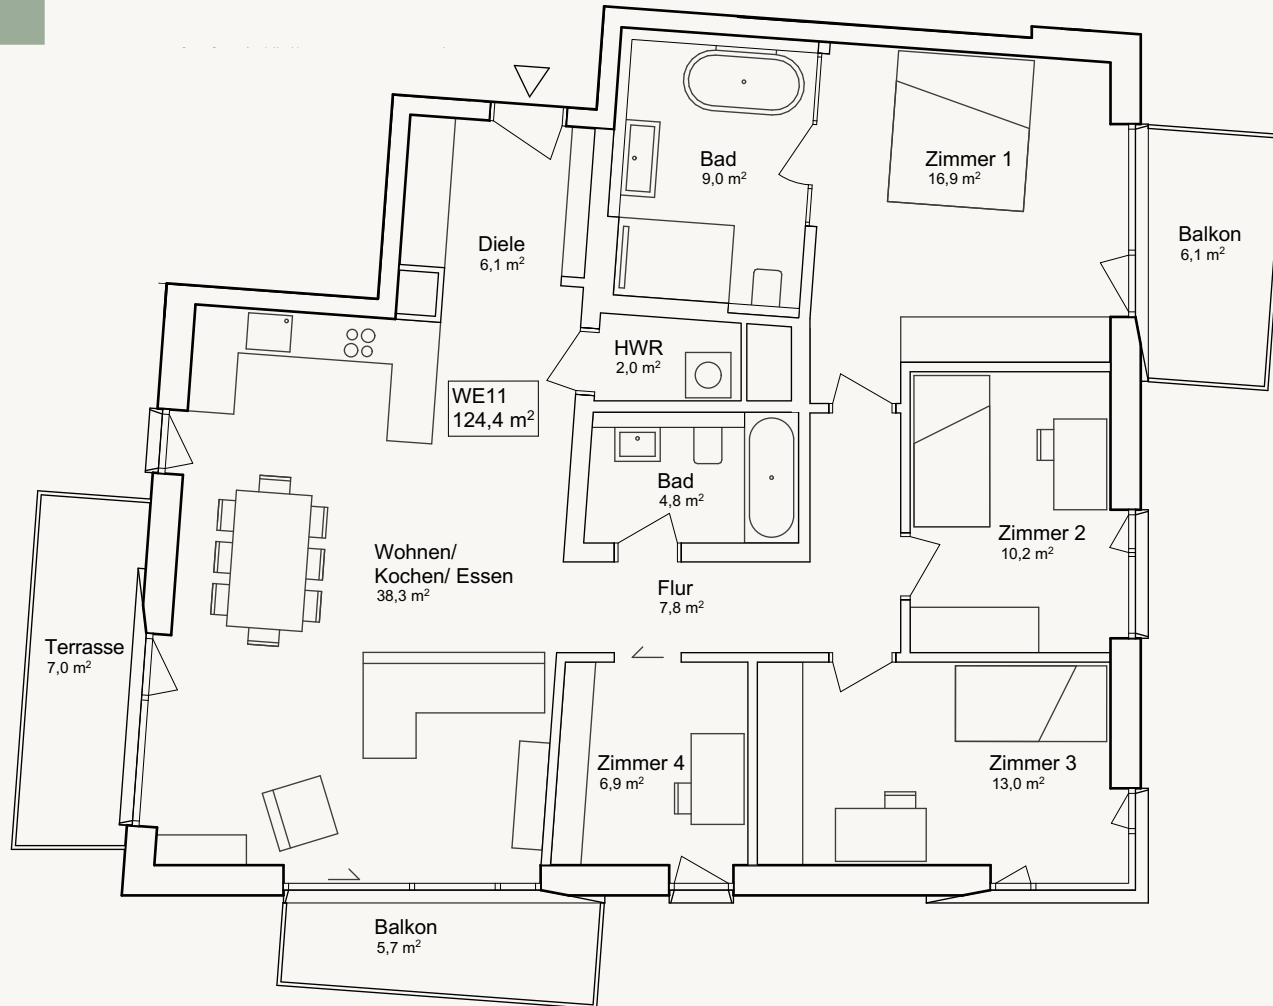 Bad
9,0 m²
Zimmer 1
16,9 m²
Diele
6,1 m²
Balkon
6,1 m²
HWR
2,0 m²
WE11
124,4 m²
Bad
4,8 m²
Zimmer 2
10,2 m²
Wohnen/
Kochen/ Essen
38,3 m²
Flur
7,8 m²
Terrasse
7,0 m²
Zimmer 4
6,9 m²
Zimmer 3
13,0 m²
Balkon
5,7 m²